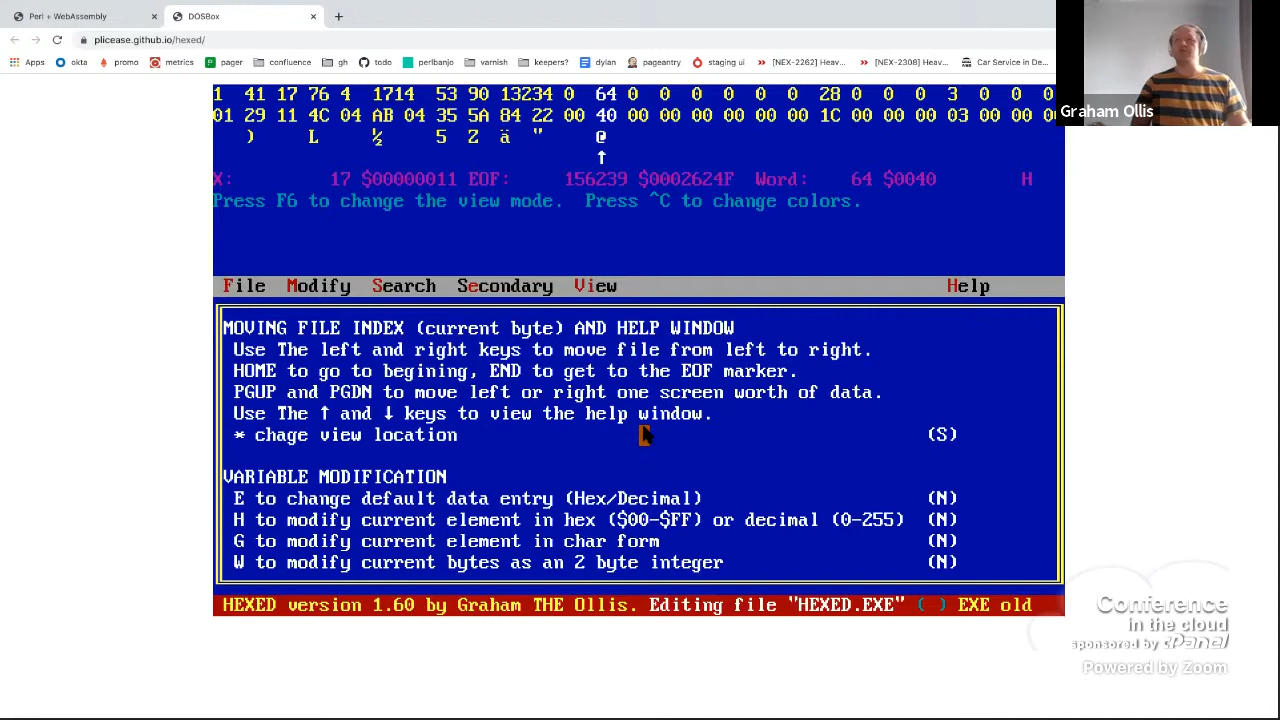 Perl + WebAssembly
DOSBox
plicease.github.io/hexed/
Apps okta promo metrics pager confluence gh todo perlbanjo varnish keepers? dylan pageantry staging ui [NEX-2262] Heav... [NEX-2308] Heav... Car Service in De...
Graham Ollis
1 41 17 76 4 1714 53 90 13234 0 64 0 0 0 0 0 0 28 0 0 0 3 0 0 0
01 29 11 4C 04 AB 04 35 5A 84 22 00 40 00 00 00 00 00 00 1C 00 00 00 03 00 00 0
) L ½ 5 Z ä " @
↑
X: 17 $00000011 EOF: 156239 $0002624F Word: 64 $0040 H
Press F6 to change the view mode. Press ^C to change colors.
File Modify Search Secondary View Help
MOVING FILE INDEX (current byte) AND HELP WINDOW
Use The left and right keys to move file from left to right.
HOME to go to begining, END to get to the EOF marker.
PGUP and PGDN to move left or right one screen worth of data.
Use The ↑ and ↓ keys to view the help window.
* chage view location (S)
VARIABLE MODIFICATION
E to change default data entry (Hex/Decimal) (N)
H to modify current element in hex ($00-$FF) or decimal (0-255) (N)
G to modify current element in char form (N)
W to modify current bytes as an 2 byte integer (N)
HEXED version 1.60 by Graham THE Ollis. Editing file "HEXED.EXE" ( ) EXE old
Conference
in the cloud
sponsored by cPanel
Powered by Zoom